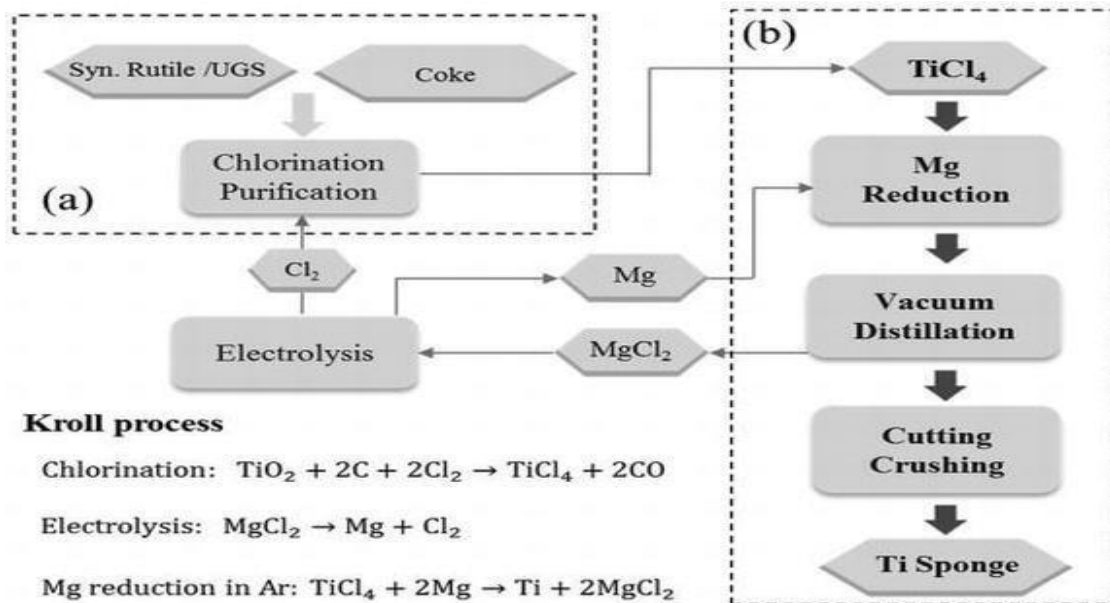 (b)
Syn. Rutile /UGS
Coke
TiCl₄
Chlorination
Purification
Mg
Reduction
(a)
Cl₂
Mg
Vacuum
Distillation
Electrolysis
MgCl₂
Kroll process
Cutting
Crushing
Chlorination: TiO₂ + 2C + 2Cl₂ → TiCl₄ + 2CO
Electrolysis: MgCl₂ → Mg + Cl₂
Ti Sponge
Mg reduction in Ar: TiCl₄ + 2Mg → Ti + 2MgCl₂